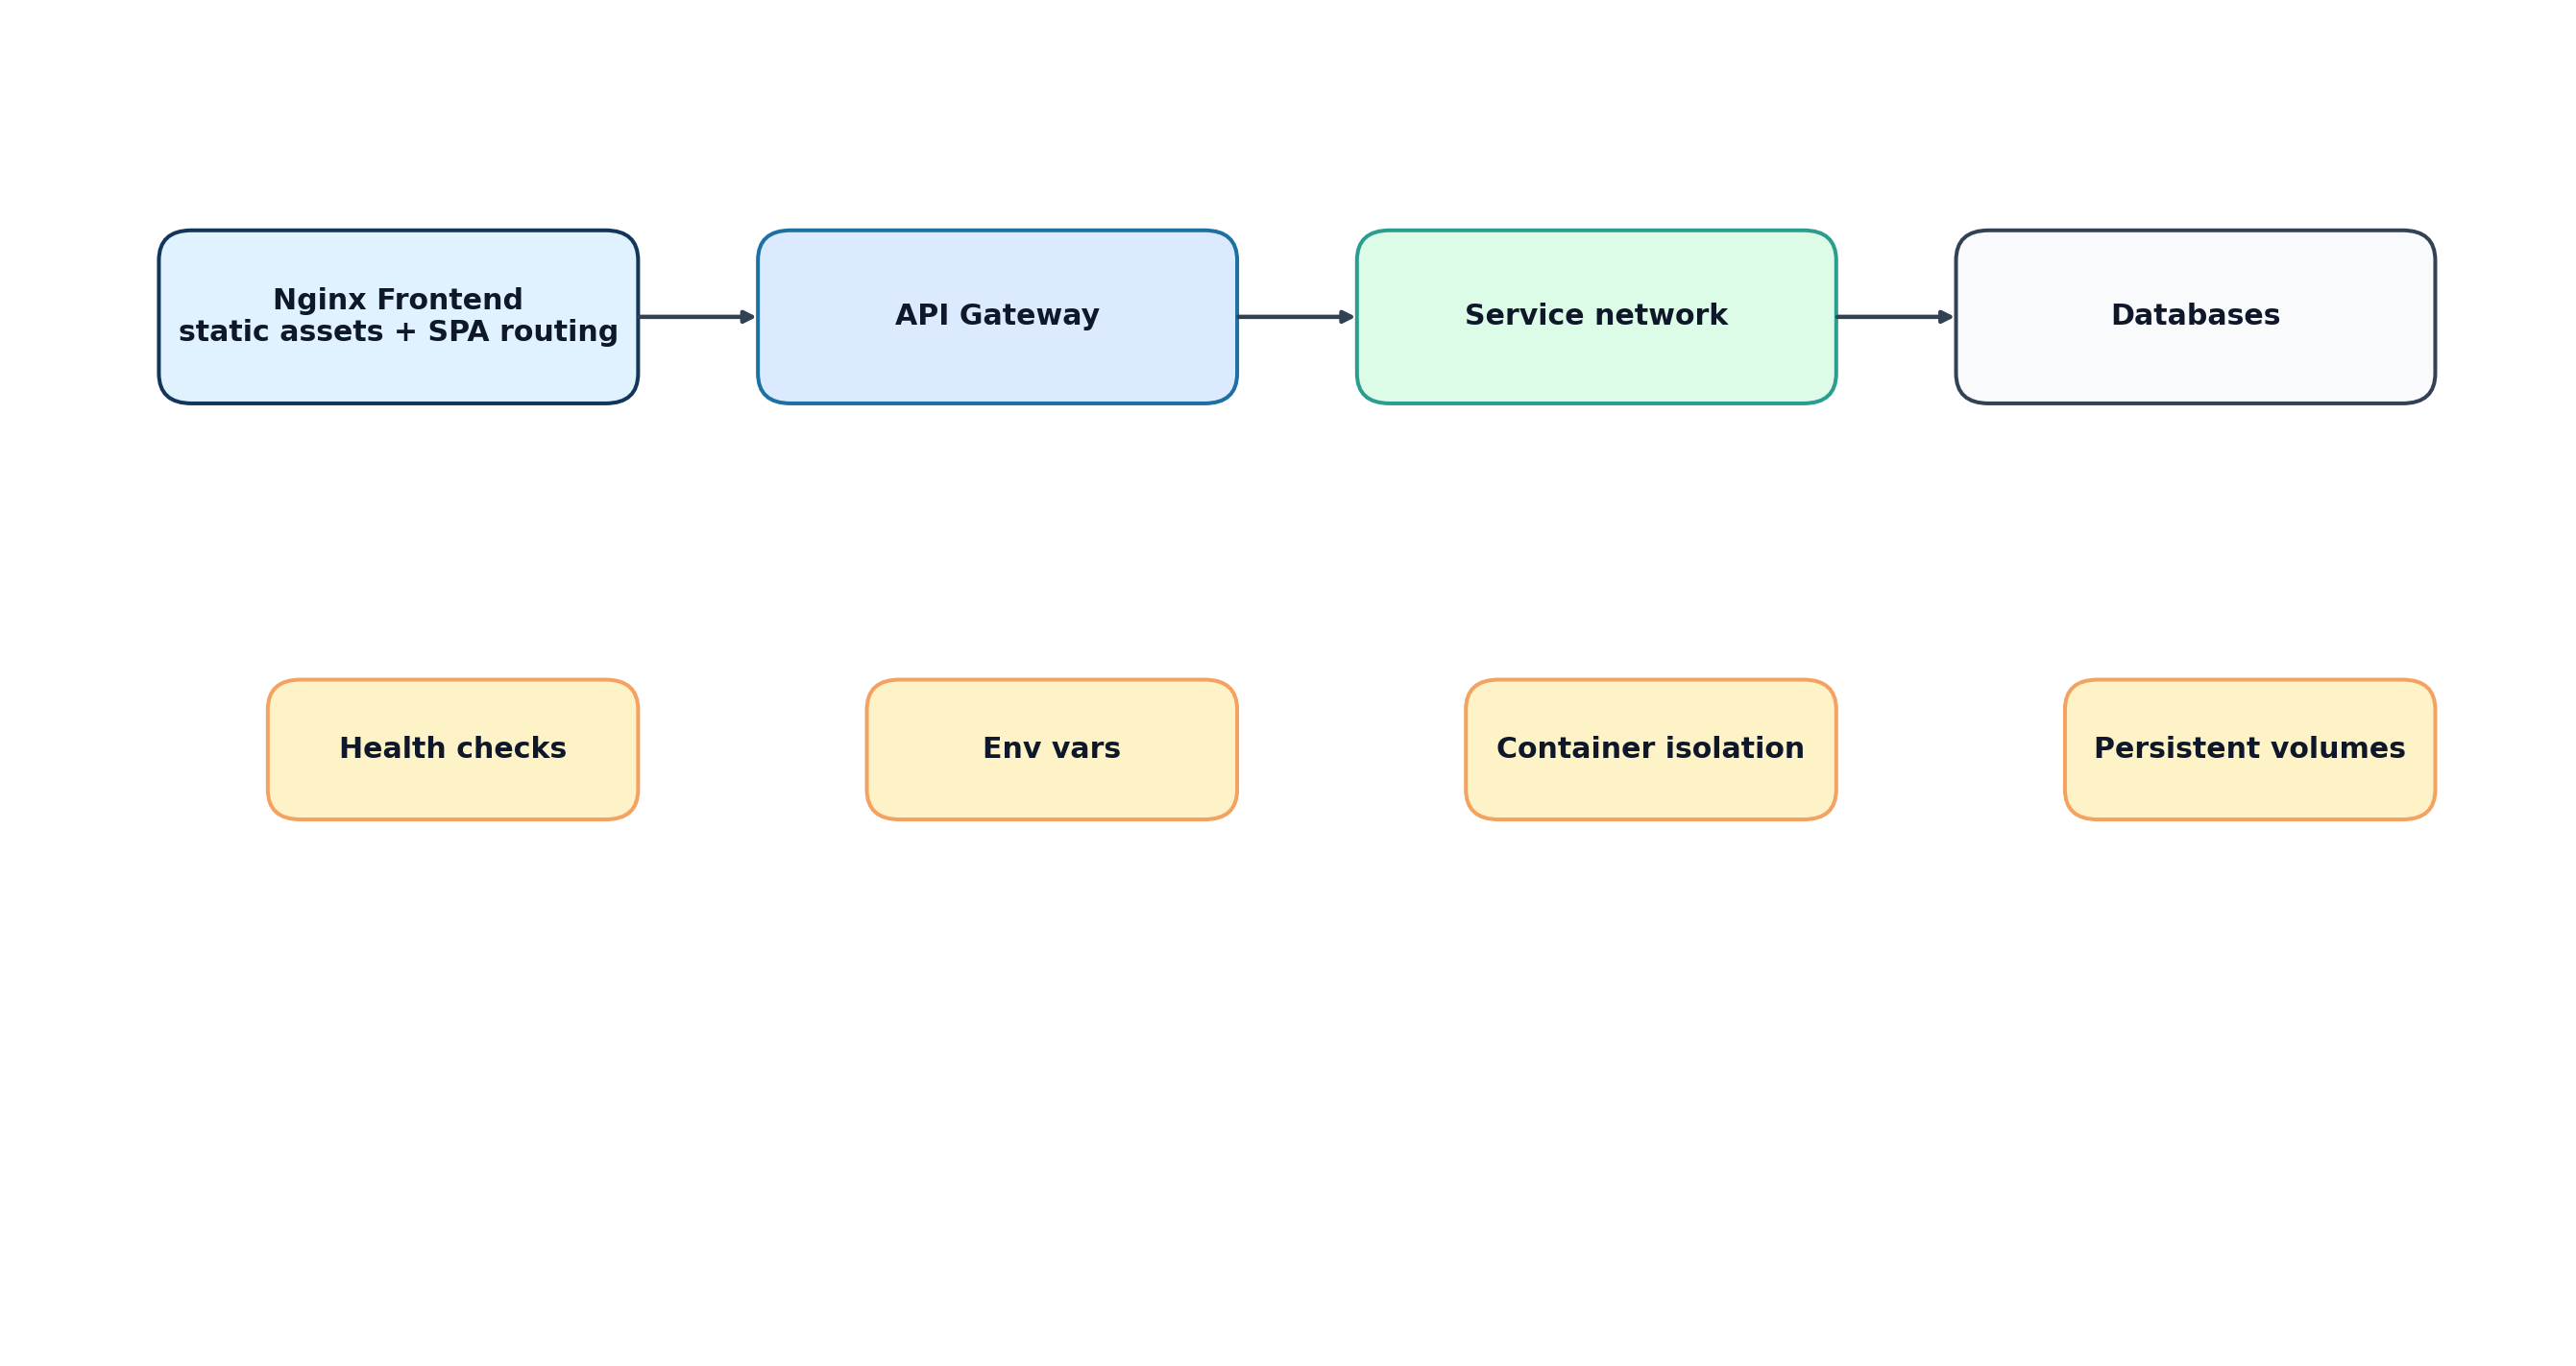 Nginx Frontend
static assets + SPA routing
API Gateway
Service network
Databases
Health checks
Env vars
Container isolation
Persistent volumes